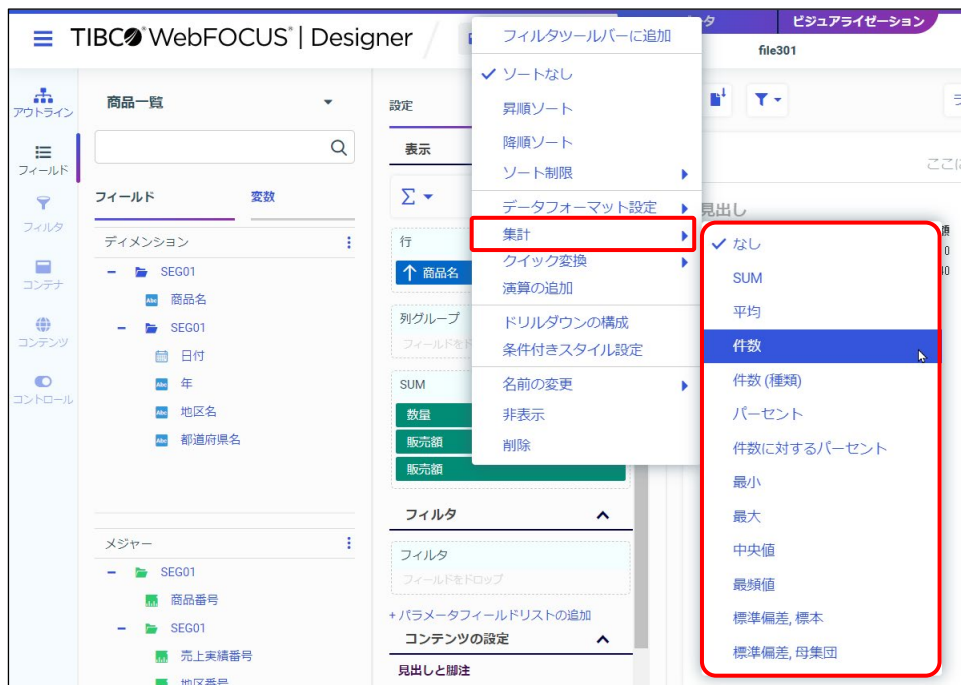 TIBCO WebFOCUS | Designer
タ
ビジュアライゼーション
file301
アウトライン
フィールド
フィルタ
コンテナ
コンテンツ
コントロール
商品一覧
フィールド
変数
ディメンション
SEG01
商品名
SEG01
日付
年
地区名
都道府県名
メジャー
SEG01
商品番号
SEG01
売上実績番号
地区番号
設定
表示
Σ
行
商品名
列グループ
フィールドを
SUM
数量
販売額
販売額
フィルタ
フィルタ
フィールドをドロップ
+ パラメータフィールドリストの追加
コンテンツの設定
見出しと脚注
フィルタツールバーに追加
ソートなし
昇順ソート
降順ソート
ソート制限
データフォーマット設定
集計
クイック変換
演算の追加
ドリルダウンの構成
条件付きスタイル設定
名前の変更
非表示
削除
ここに
見出し
なし
SUM
平均
件数
件数 (種類)
パーセント
件数に対するパーセント
最小
最大
中央値
最頻値
標準偏差, 標本
標準偏差, 母集団